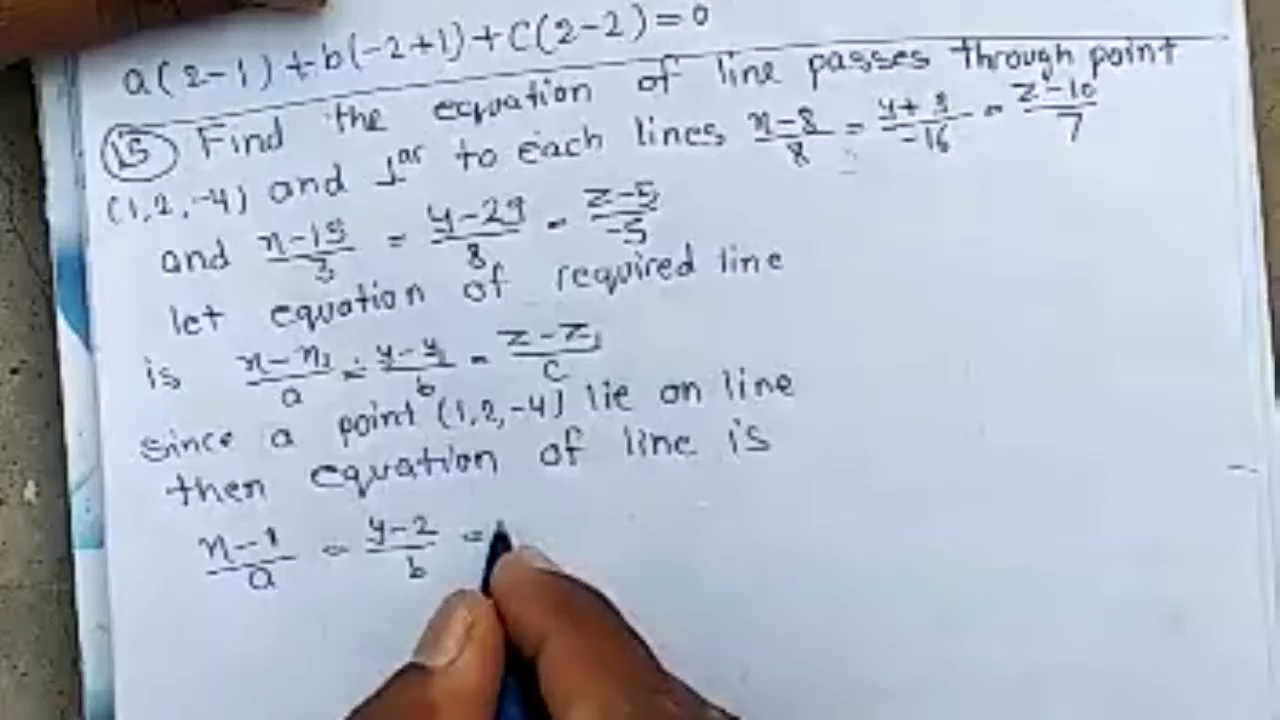 a(2-1)+b(-2+1)+c(2-2)=0
(15) Find the equation of line passes through point
(1,2,-4) and ⊥ar to each lines x-8/8 = y+9/-16 = z-10/7
and x-15/3 = y-29/8 = z-5/-5
let equation of required line
is x-x1/a = y-y1/b = z-z1/c
Since a point (1,2,-4) lie on line
then equation of line is
x-1/a = y-2/b =